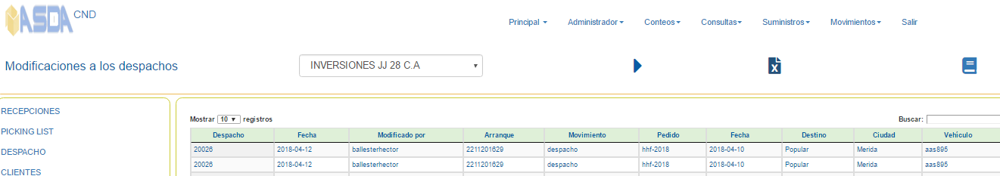 ASDA CND
Principal Administrador Conteos Consultas Suministros Movimientos Salir
Modificaciones a los despachos INVERSIONES JJ 28 C.A
RECEPCIONES
PICKING LIST
DESPACHO
CLIENTES
Mostrar 10 registros Buscar:
Despacho Fecha Modificado por Arranque Movimiento Pedido Fecha Destino Ciudad Vehículo
20026 2018-04-12 ballesterhector 2211201629 despacho hhf-2018 2018-04-10 Popular Merida aas895
20026 2018-04-12 ballesterhector 2211201629 despacho hhf-2018 2018-04-10 Popular Merida aas895